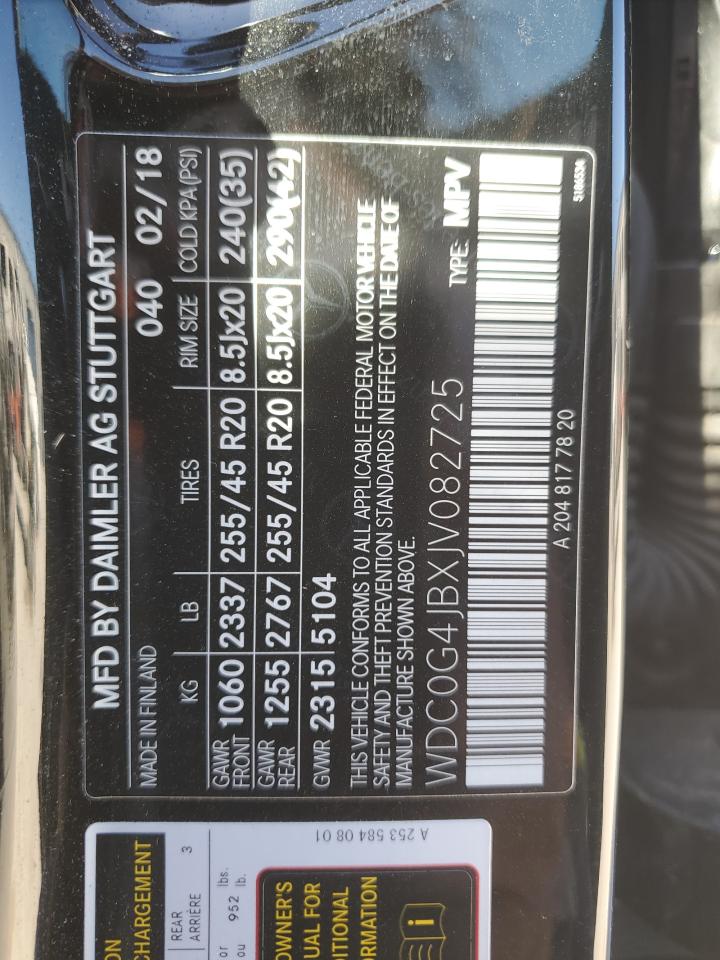 MFD BY DAIMLER AG STUTTGART
MADE IN FINLAND 040 02/18
KG LB TIRES RIM SIZE COLD KPA(PSI)
GAWR FRONT 1060 2337 255/45 R20 8.5Jx20 240(35)
GAWR REAR 1255 2767 255/45 R20 8.5Jx20 290(42)
GVWR 2315 5104
THIS VEHICLE CONFORMS TO ALL APPLICABLE FEDERAL MOTOR VEHICLE
SAFETY AND THEFT PREVENTION STANDARDS IN EFFECT ON THE DATE OF
MANUFACTURE SHOWN ABOVE.
WDC0G4JBXJV082725 TYPE: MPV
A 204 817 78 20 5186534
CHARGEMENT
REAR 3
ARRIÈRE
or 952 lbs.
ou lb.
A 253 584 08 01
OWNER'S
FOR